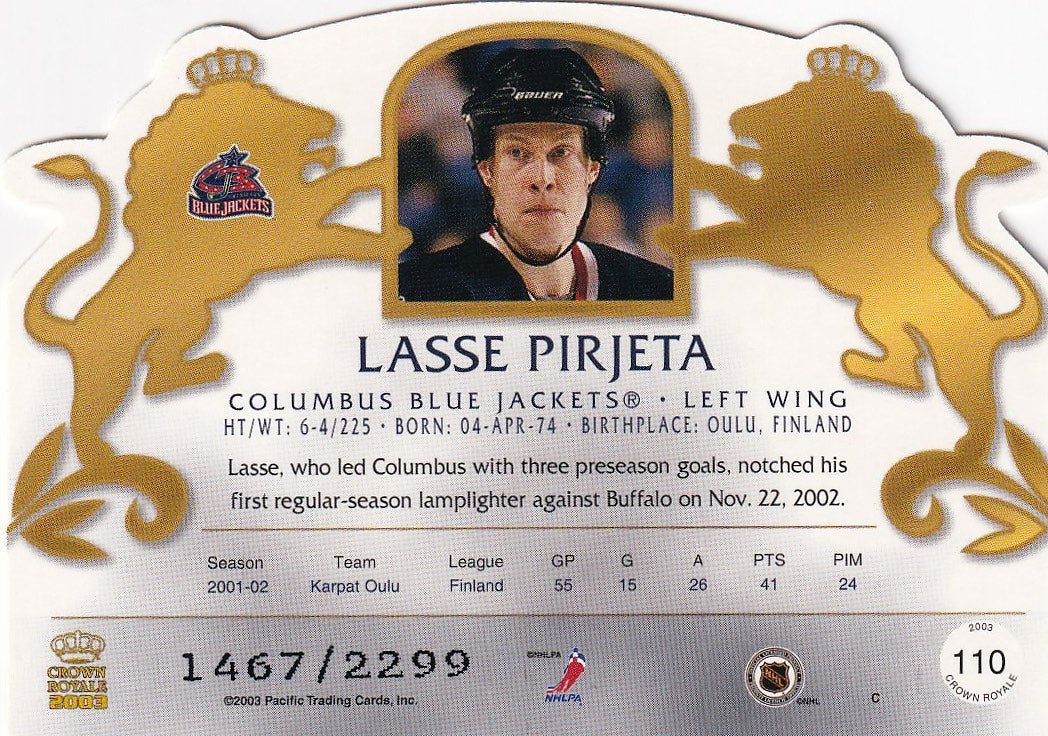 BAUER
BLUE JACKETS
LASSE PIRJETA
COLUMBUS BLUE JACKETS® · LEFT WING
HT/WT: 6-4/225 · BORN: 04-APR-74 · BIRTHPLACE: OULU, FINLAND
Lasse, who led Columbus with three preseason goals, notched his
first regular-season lamplighter against Buffalo on Nov. 22, 2002.
Season Team League GP G A PTS PIM
2001-02 Karpat Oulu Finland 55 15 26 41 24
CROWN
ROYALE
2003
1467/2299
©2003 Pacific Trading Cards, Inc.
©NHLPA
NHLPA
NHL
©NHL
C
2003
110
CROWN ROYALE